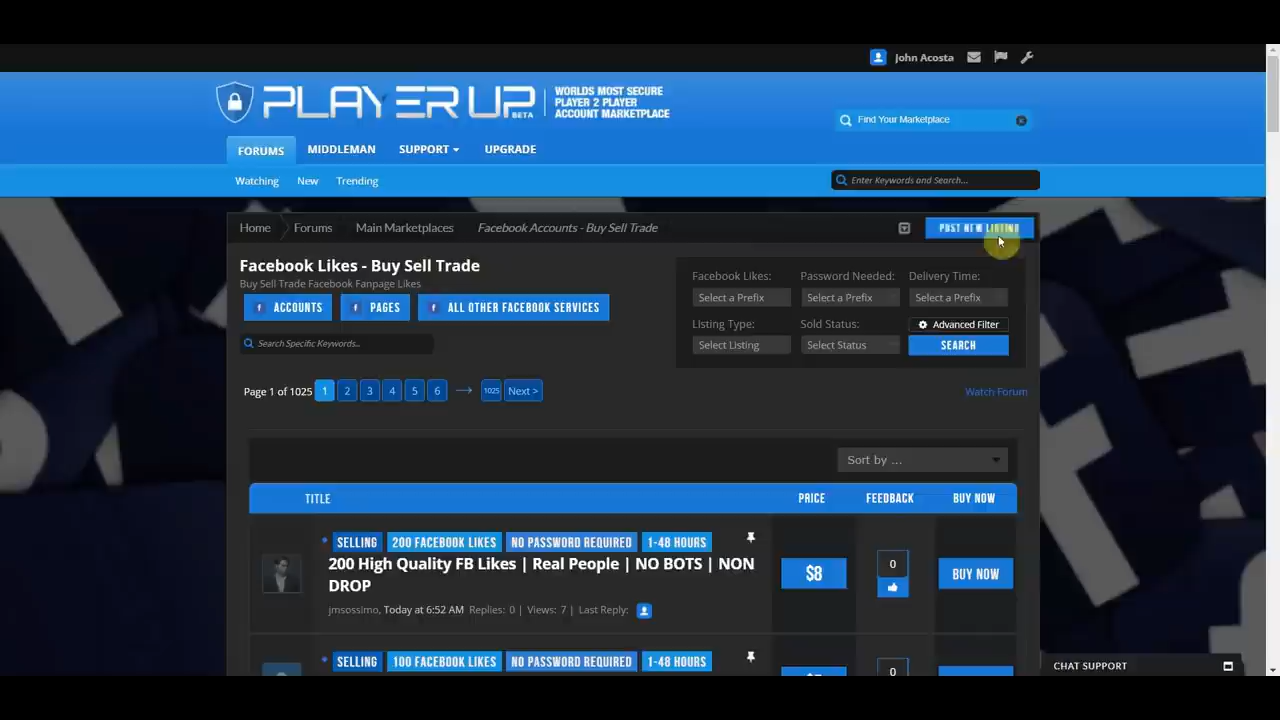 John Acosta
PLAYER UP
BETA
WORLDS MOST SECURE
PLAYER 2 PLAYER
ACCOUNT MARKETPLACE
Find Your Marketplace
FORUMS MIDDLEMAN SUPPORT UPGRADE
Watching New Trending
Enter Keywords and Search...
Home Forums Main Marketplaces Facebook Accounts - Buy Sell Trade
POST NEW LISTING
Facebook Likes - Buy Sell Trade
Buy Sell Trade Facebook Fanpage Likes
ACCOUNTS PAGES ALL OTHER FACEBOOK SERVICES
Search Specific Keywords..
Facebook Likes: Password Needed: Delivery Time:
Select a Prefix Select a Prefix Select a Prefix
Listing Type: Sold Status: Advanced Filter
Select Listing Select Status SEARCH
Page 1 of 1025 1 2 3 4 5 6 → 1025 Next >
Watch Forum
Sort by ...
TITLE PRICE FEEDBACK BUY NOW
SELLING 200 FACEBOOK LIKES NO PASSWORD REQUIRED 1-48 HOURS
200 High Quality FB Likes | Real People | NO BOTS | NON
DROP
jmsossimo, Today at 6:52 AM Replies: 0 | Views: 7 | Last Reply:
$8 0 BUY NOW
SELLING 100 FACEBOOK LIKES NO PASSWORD REQUIRED 1-48 HOURS
0
CHAT SUPPORT